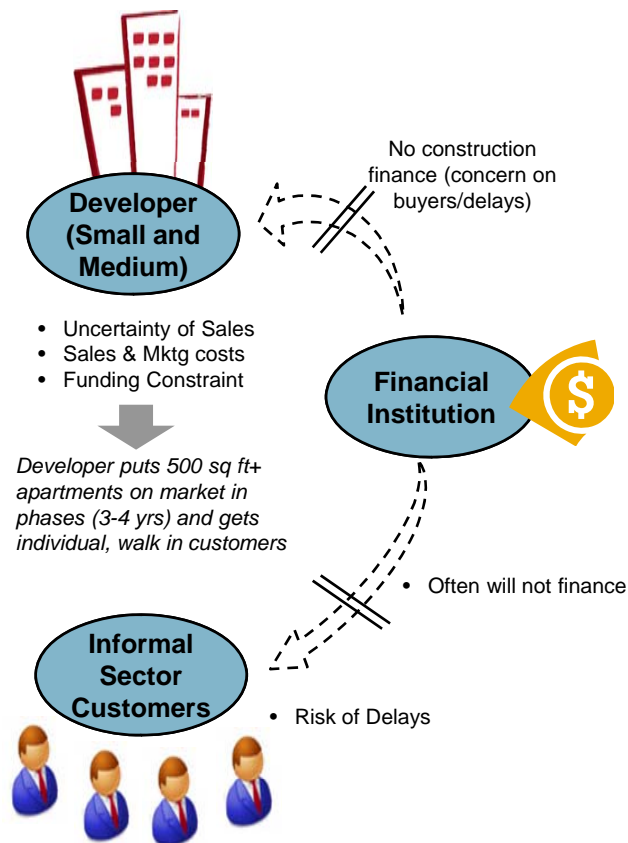 No construction
finance (concern on
buyers/delays)
Developer
(Small and
Medium)
• Uncertainty of Sales
• Sales & Mktg costs
• Funding Constraint
Financial
Institution
$
Developer puts 500 sq ft+
apartments on market in
phases (3-4 yrs) and gets
individual, walk in customers
• Often will not finance
Informal
Sector
Customers
• Risk of Delays